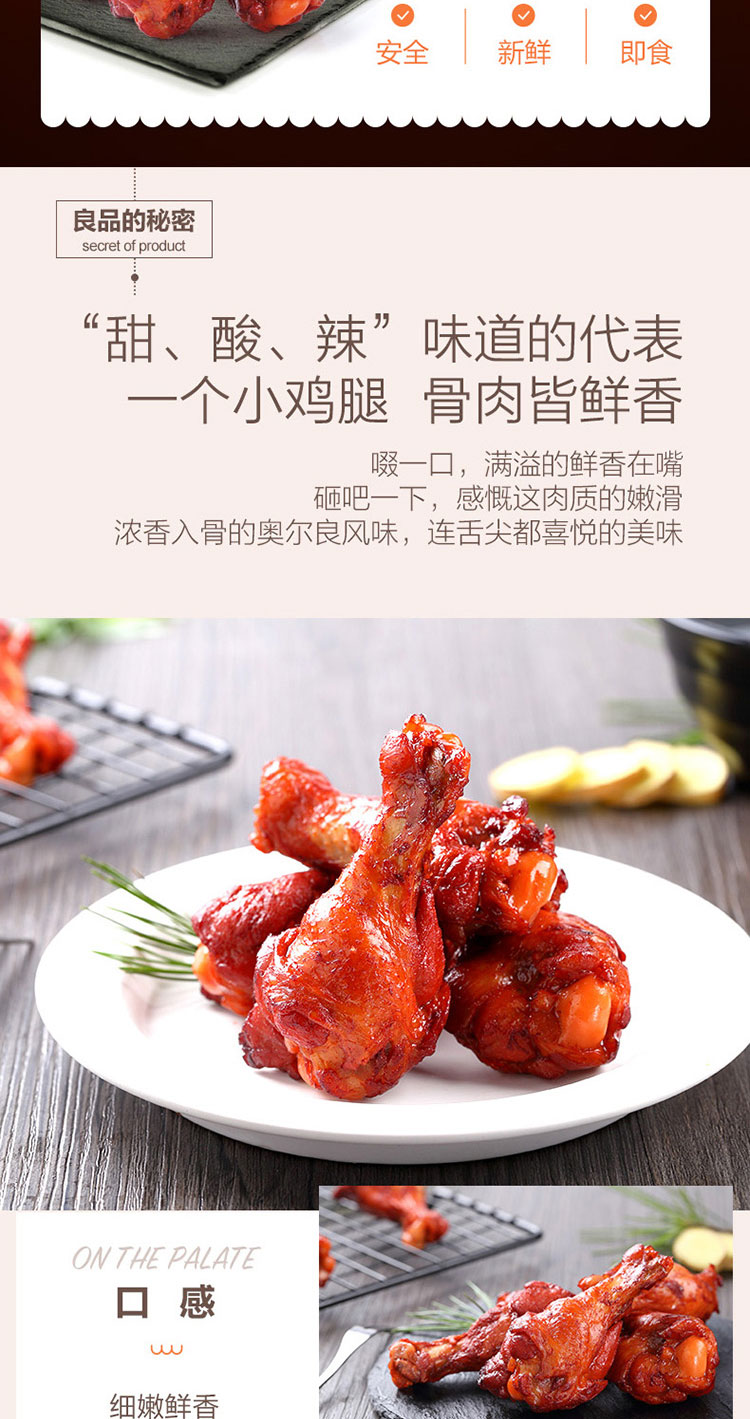 安全 新鲜 即食
良品的秘密
secret of product
“甜、酸、辣”味道的代表
一个小鸡腿 骨肉皆鲜香
啜一口，满溢的鲜香在嘴
砸吧一下，感慨这肉质的嫩滑
浓香入骨的奥尔良风味，连舌尖都喜悦的美味
ON THE PALATE
口感
细嫩鲜香